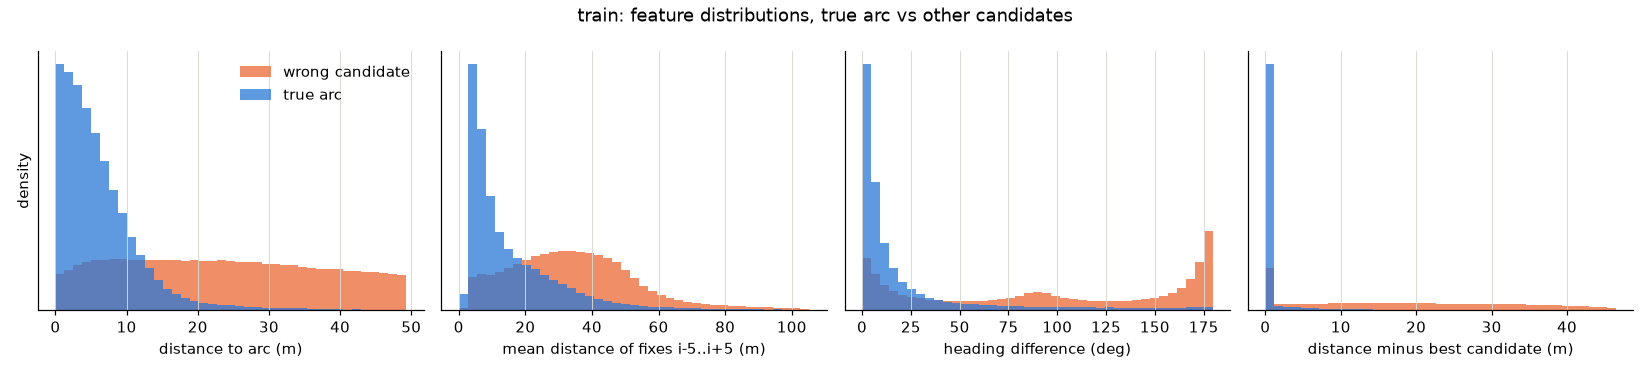 train: feature distributions, true arc vs other candidates
density
wrong candidate
true arc
0 10 20 30 40 50
distance to arc (m)
0 20 40 60 80 100
mean distance of fixes i-5..i+5 (m)
0 25 50 75 100 125 150 175
heading difference (deg)
0 10 20 30 40
distance minus best candidate (m)